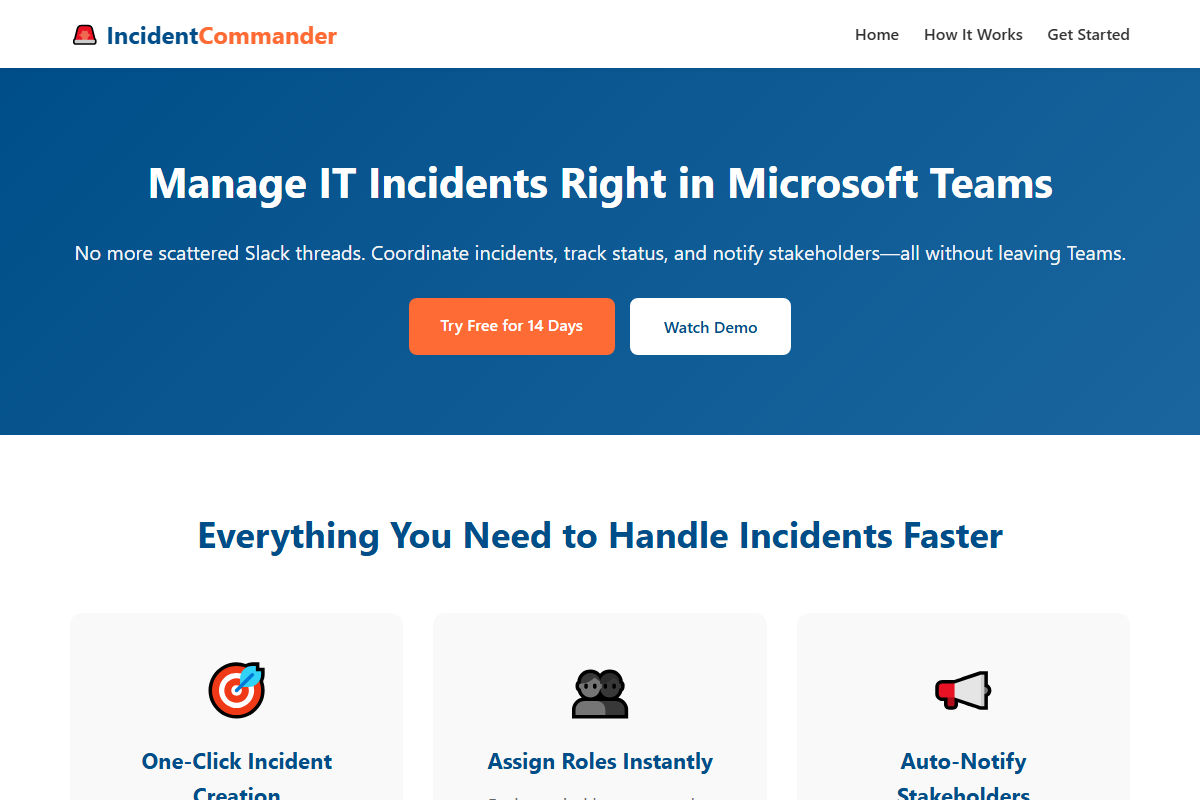 IncidentCommander
Home How It Works Get Started
Manage IT Incidents Right in Microsoft Teams
No more scattered Slack threads. Coordinate incidents, track status, and notify stakeholders—all without leaving Teams.
Try Free for 14 Days
Watch Demo
Everything You Need to Handle Incidents Faster
One-Click Incident
Creation
Assign Roles Instantly
Auto-Notify
Stakeholders